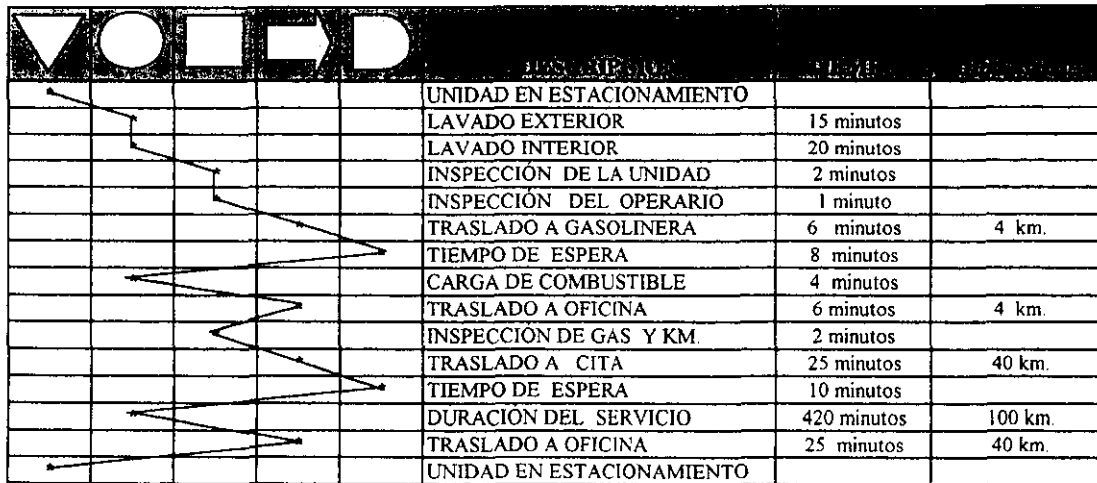 UNIDAD EN ESTACIONAMIENTO
LAVADO EXTERIOR 15 minutos
LAVADO INTERIOR 20 minutos
INSPECCIÓN DE LA UNIDAD 2 minutos
INSPECCIÓN DEL OPERARIO 1 minuto
TRASLADO A GASOLINERA 6 minutos 4 km.
TIEMPO DE ESPERA 8 minutos
CARGA DE COMBUSTIBLE 4 minutos
TRASLADO A OFICINA 6 minutos 4 km.
INSPECCIÓN DE GAS Y KM. 2 minutos
TRASLADO A CITA 25 minutos 40 km.
TIEMPO DE ESPERA 10 minutos
DURACIÓN DEL SERVICIO 420 minutos 100 km.
TRASLADO A OFICINA 25 minutos 40 km.
UNIDAD EN ESTACIONAMIENTO